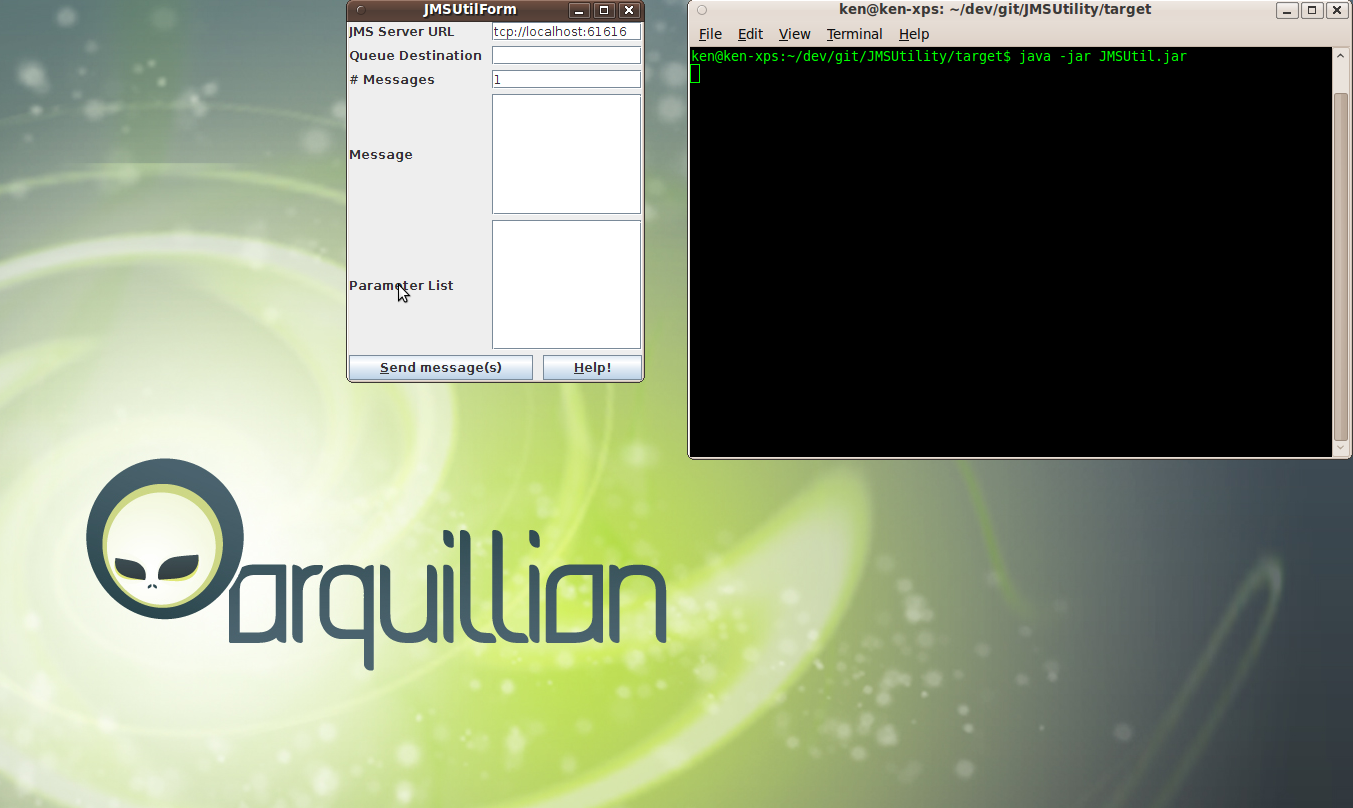 JMSUtilForm
JMS Server URL
tcp://localhost:61616
Queue Destination
# Messages
1
Message
Parameter List
Send message(s)
Help!
ken@ken-xps: ~/dev/git/JMSUtility/target
File Edit View Terminal Help
ken@ken-xps:~/dev/git/JMSUtility/target$ java -jar JMSUtil.jar
arquillian